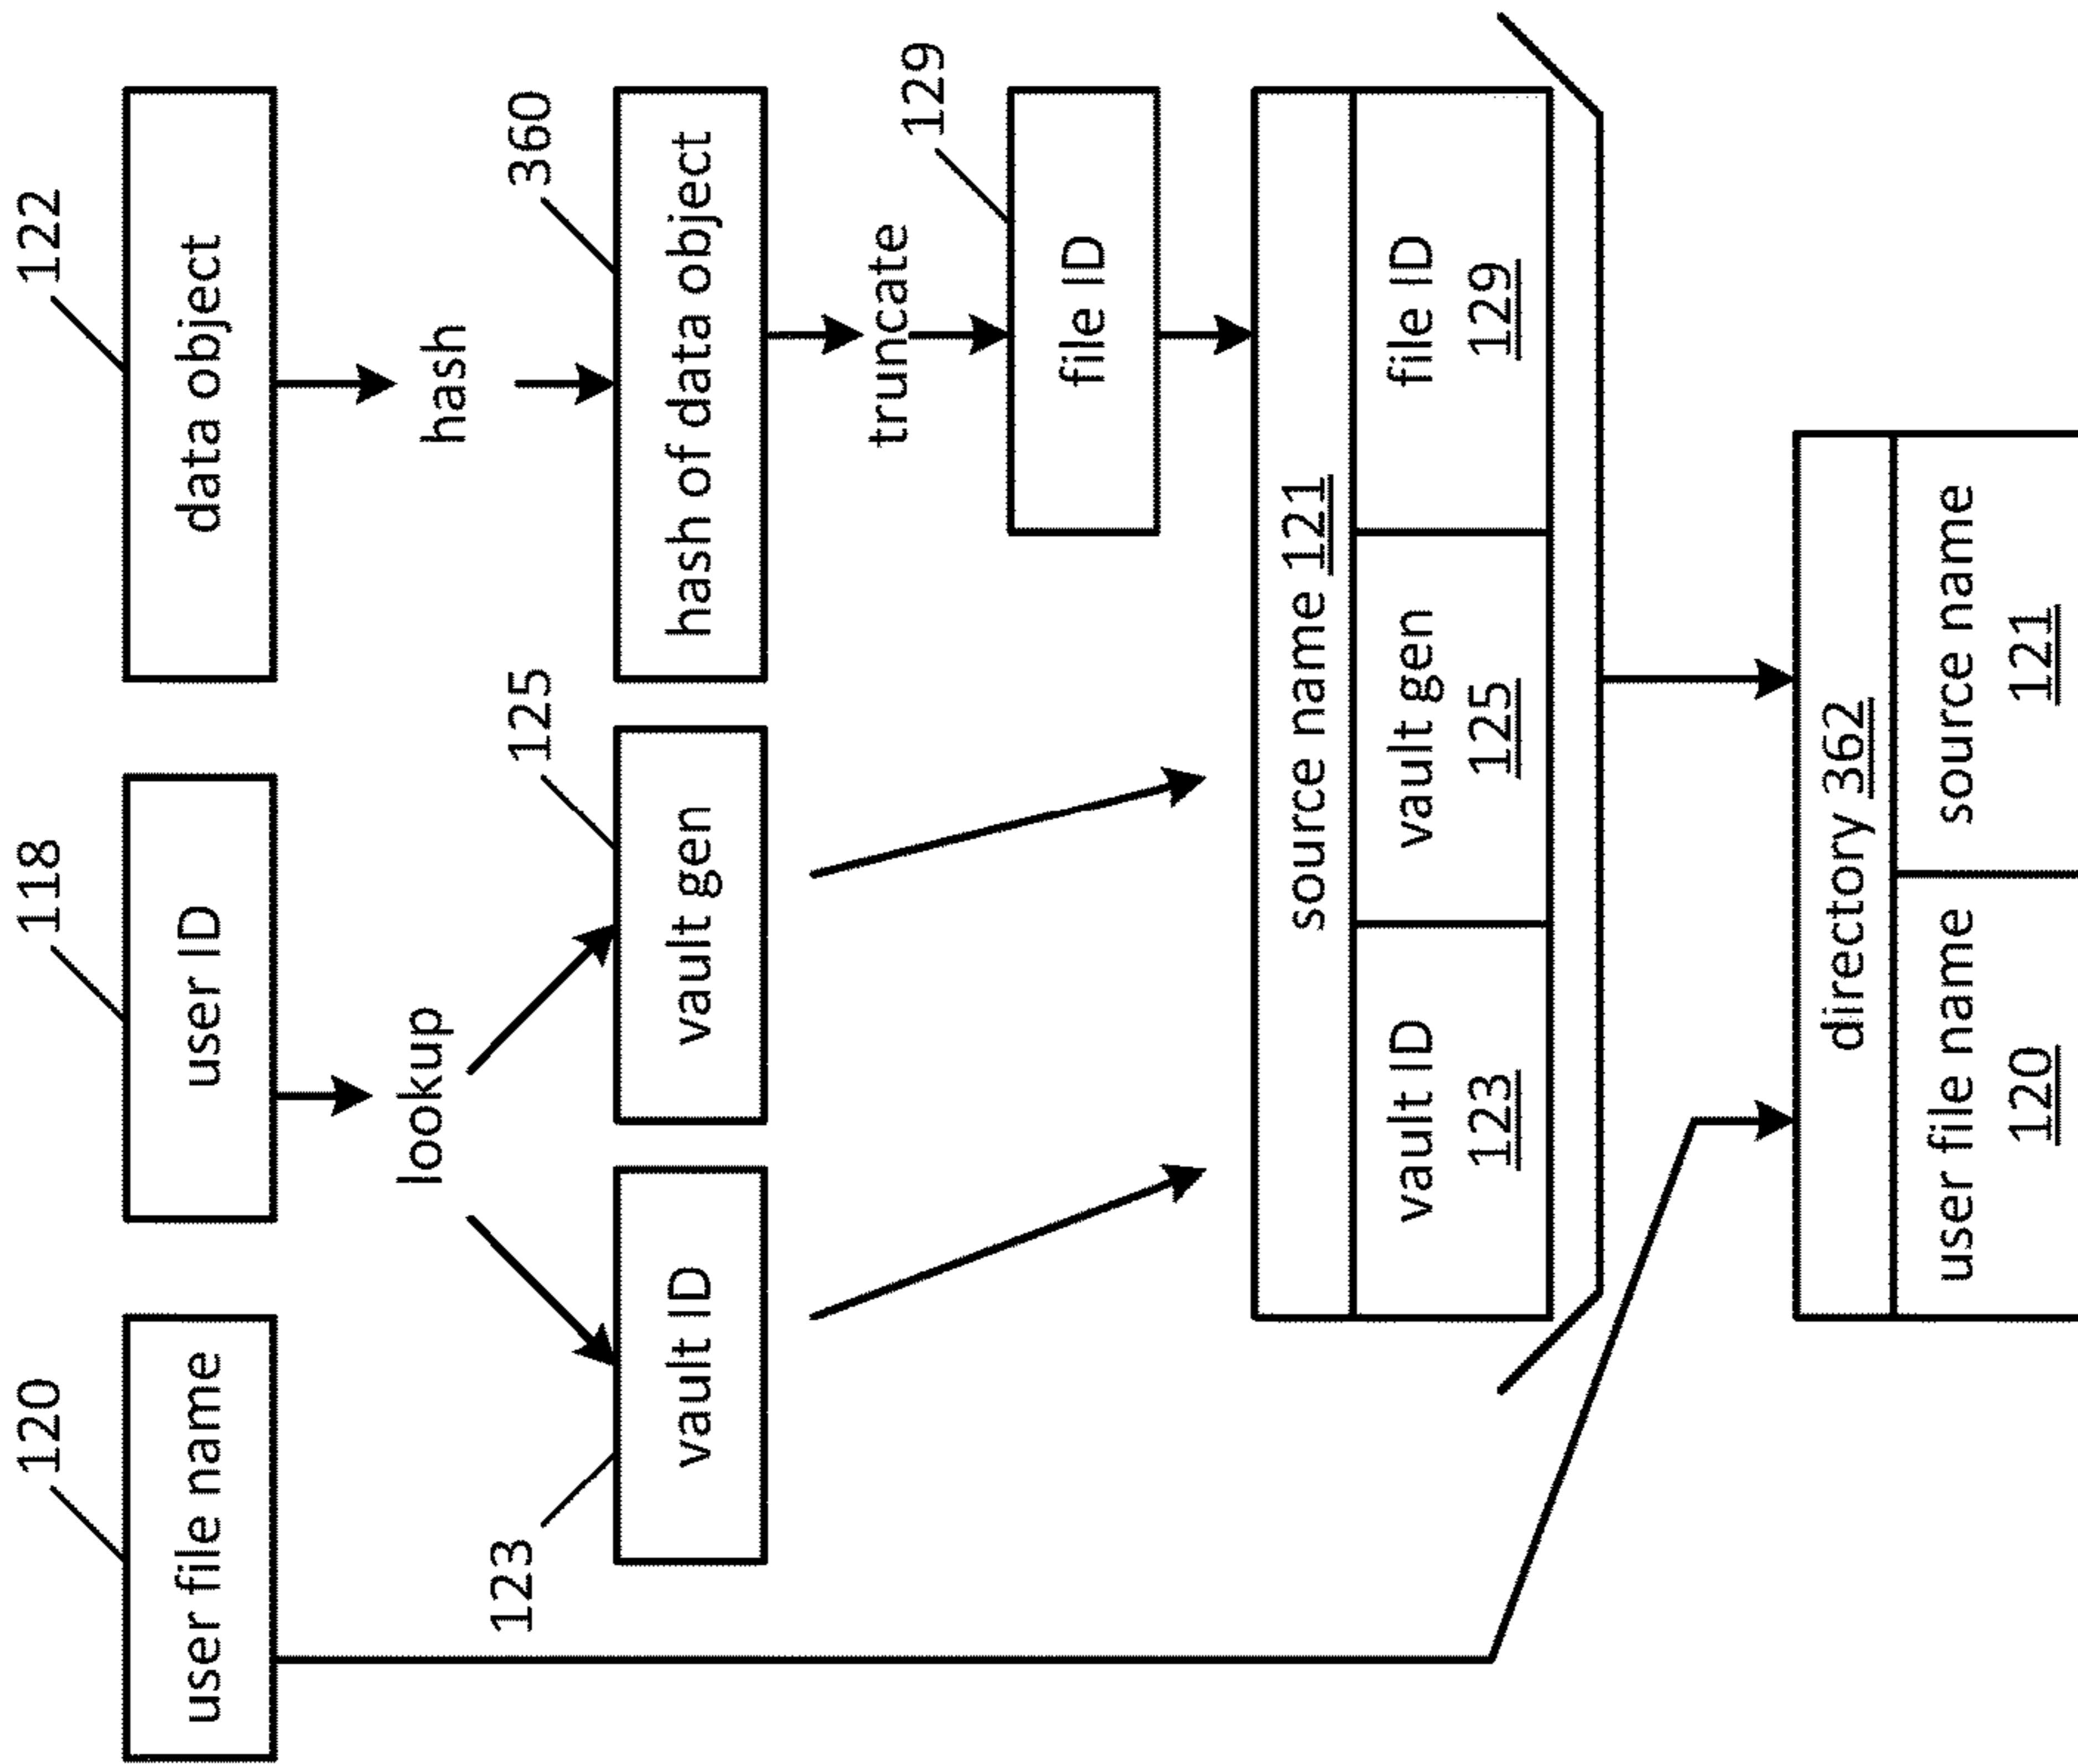 120
118
122
user file name
user ID
data object
lookup
hash
123
125
360
vault ID
vault gen
hash of data object
truncate
129
file ID
source name 121
vault ID
123
vault gen
125
file ID
129
directory 362
user file name
120
source name
121